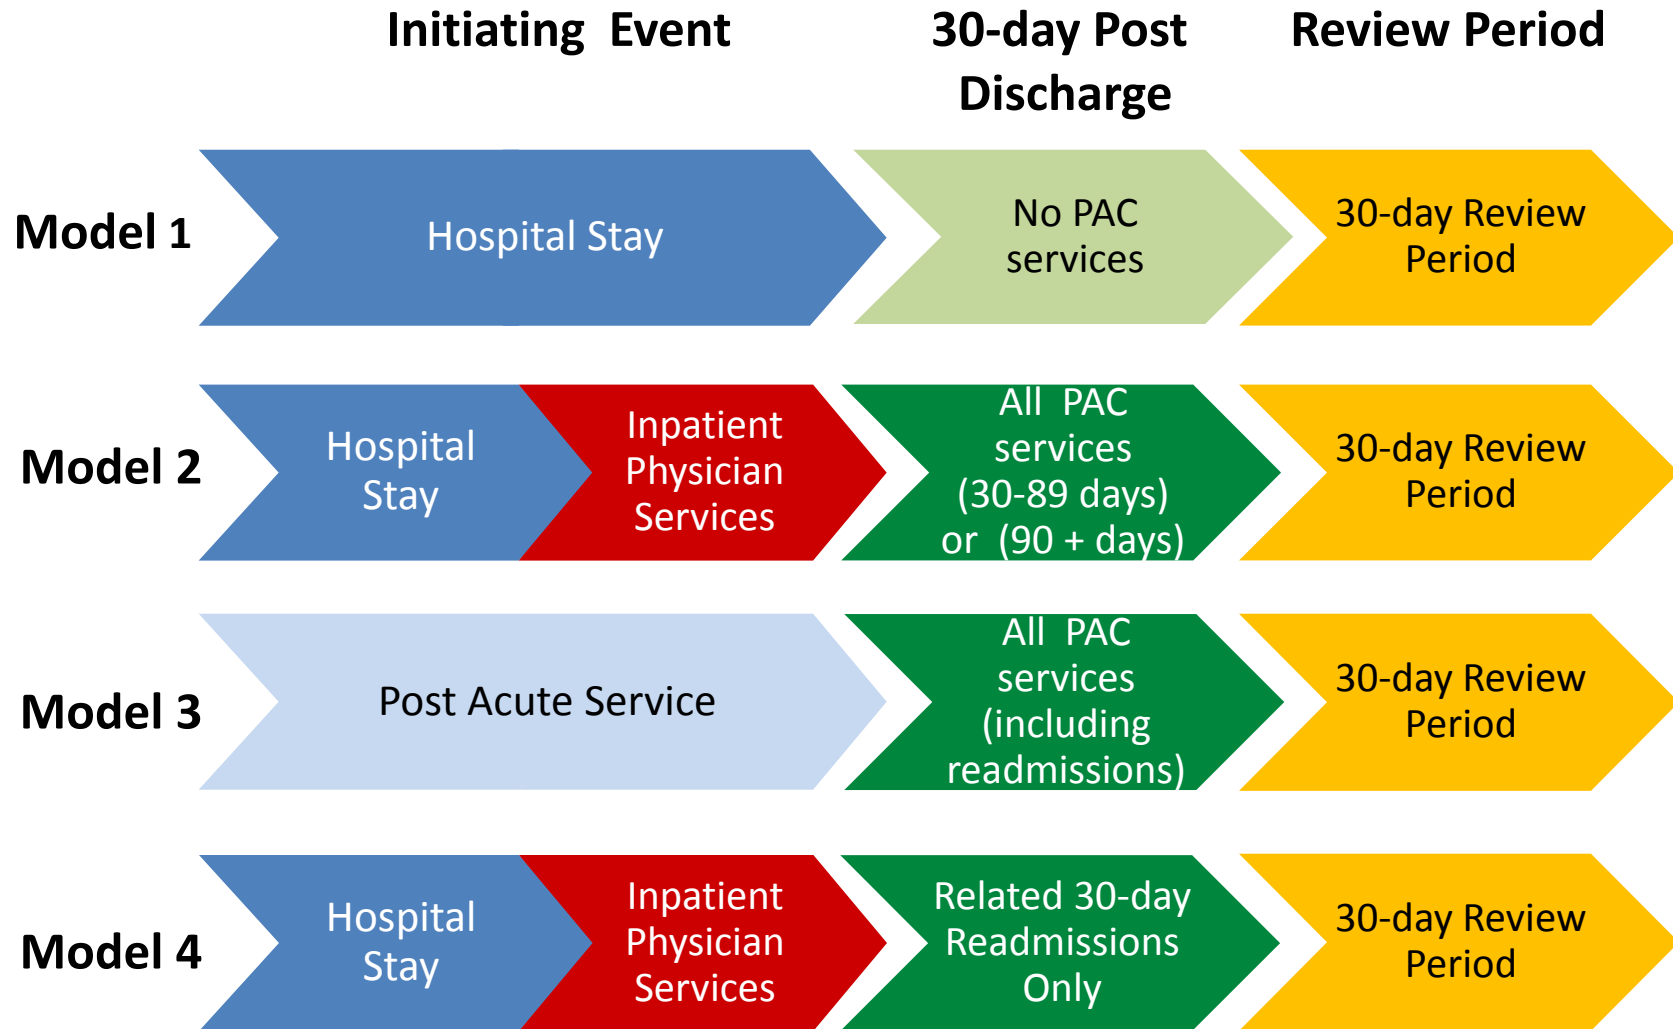 Initiating  Event
30-day Post
Discharge
Review Period
Model 1
Hospital Stay
No PAC
services
30-day Review
Period
Model 2
Hospital
Stay
Inpatient
Physician
Services
All  PAC
services
(30-89 days)
or  (90 + days)
30-day Review
Period
Model 3
Post Acute Service
All  PAC
services
(including
readmissions)
30-day Review
Period
Model 4
Hospital
Stay
Inpatient
Physician
Services
Related 30-day
Readmissions
Only
30-day Review
Period